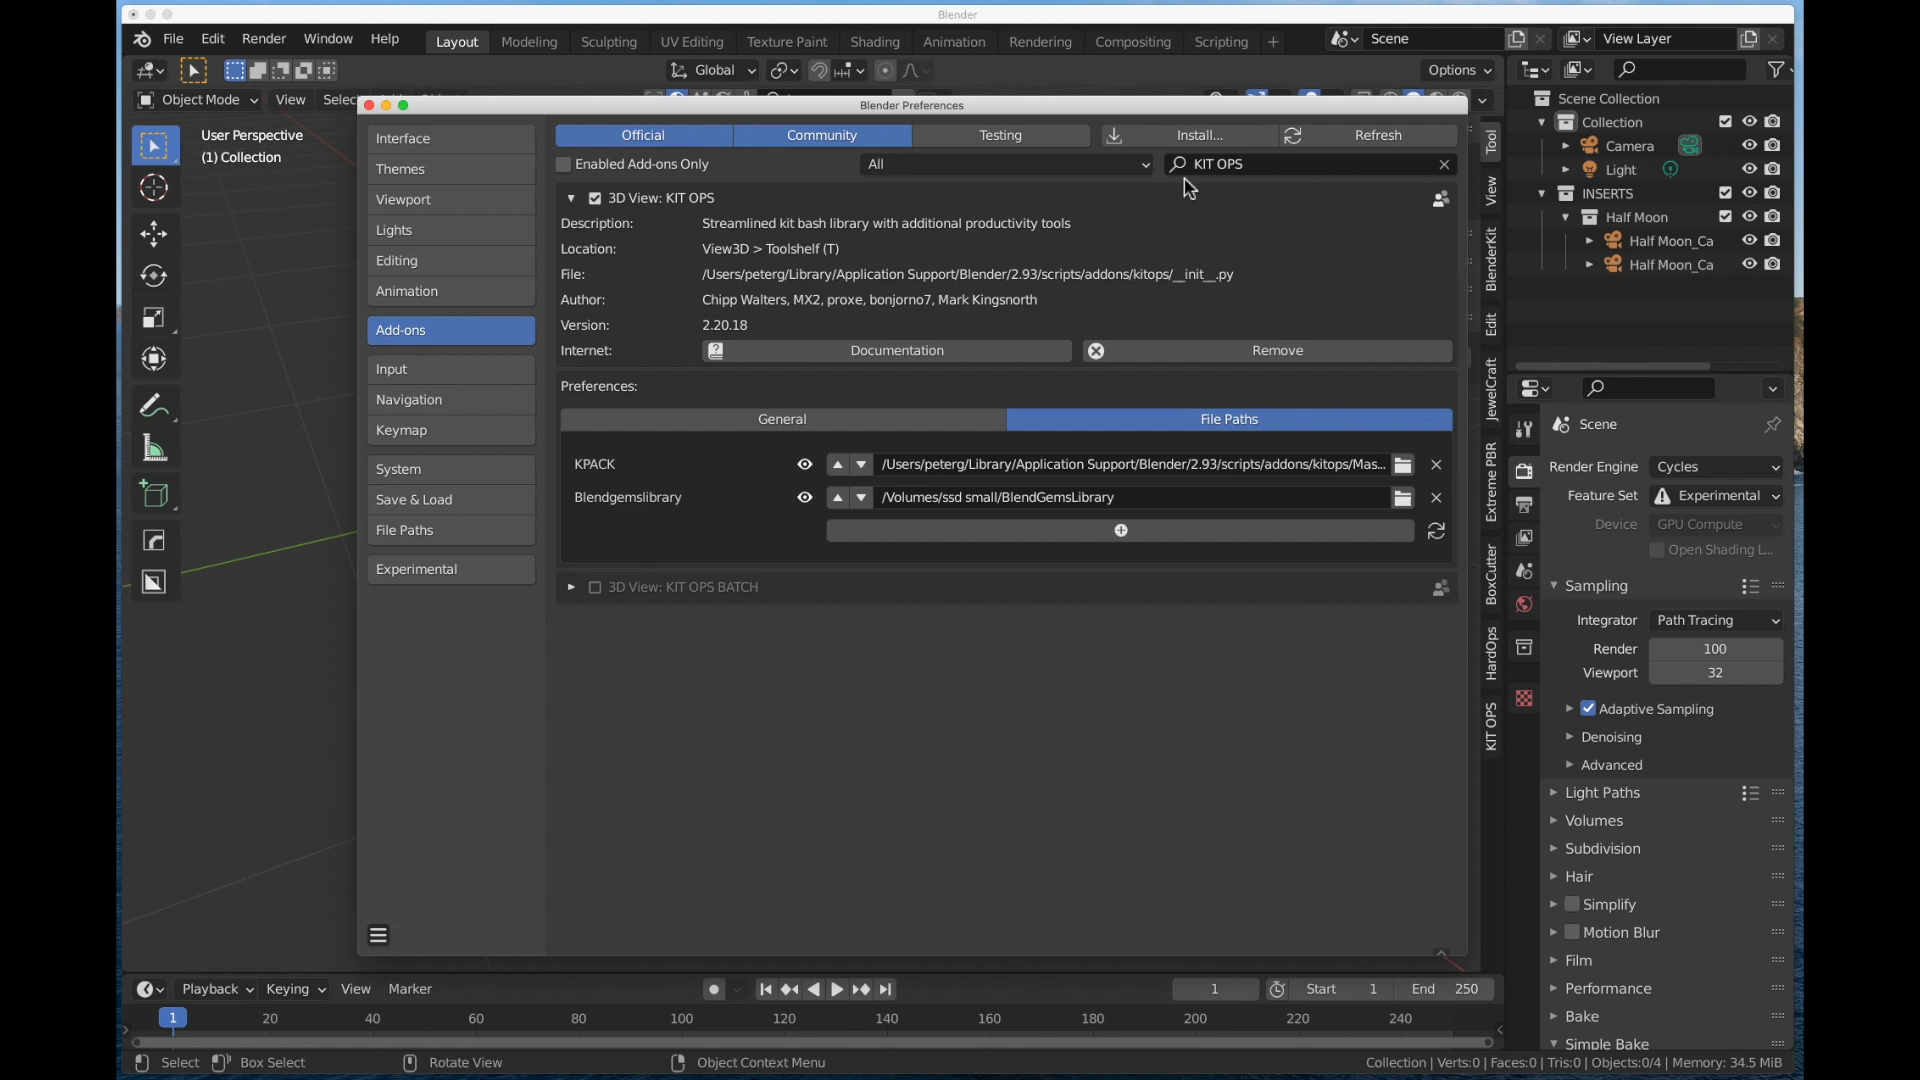 Blender
File Edit Render Window Help Layout Modeling Sculpting UV Editing Texture Paint Shading Animation Rendering Compositing Scripting Scene View Layer
Global Options
Object Mode View
User Perspective
(1) Collection
Blender Preferences
Interface
Themes
Viewport
Lights
Editing
Animation
Add-ons
Input
Navigation
Keymap
System
Save & Load
File Paths
Experimental
Official Community Testing Install... Refresh
Enabled Add-ons Only All KIT OPS
3D View: KIT OPS
Description: Streamlined kit bash library with additional productivity tools
Location: View3D > Toolshelf (T)
File: /Users/peterg/Library/Application Support/Blender/2.93/scripts/addons/kitops/__init__.py
Author: Chipp Walters, MX2, proxe, bonjorno7, Mark Kingsnorth
Version: 2.20.18
Internet: Documentation Remove
Preferences:
General File Paths
KPACK /Users/peterg/Library/Application Support/Blender/2.93/scripts/addons/kitops/Mas...
Blendgemslibrary /Volumes/ssd small/BlendGemsLibrary
3D View: KIT OPS BATCH
Tool
View
BlenderKit
Edit
JewelCraft
Extreme PBR
BoxCutter
HardOps
KIT OPS
Scene Collection
Collection
Camera
Light
INSERTS
Half Moon
Half Moon_Ca
Half Moon_Ca
Scene
Render Engine Cycles
Feature Set Experimental
Device GPU Compute
Open Shading L...
Sampling
Integrator Path Tracing
Render 100
Viewport 32
Adaptive Sampling
Denoising
Advanced
Light Paths
Volumes
Subdivision
Hair
Simplify
Motion Blur
Film
Performance
Bake
Simple Bake
Playback Keying View Marker 1 Start 1 End 250
1 20 40 60 80 100 120 140 160 180 200 220 240
Select Box Select Rotate View Object Context Menu Collection | Verts:0 | Faces:0 | Tris:0 | Objects:0/4 | Memory: 34.5 MiB